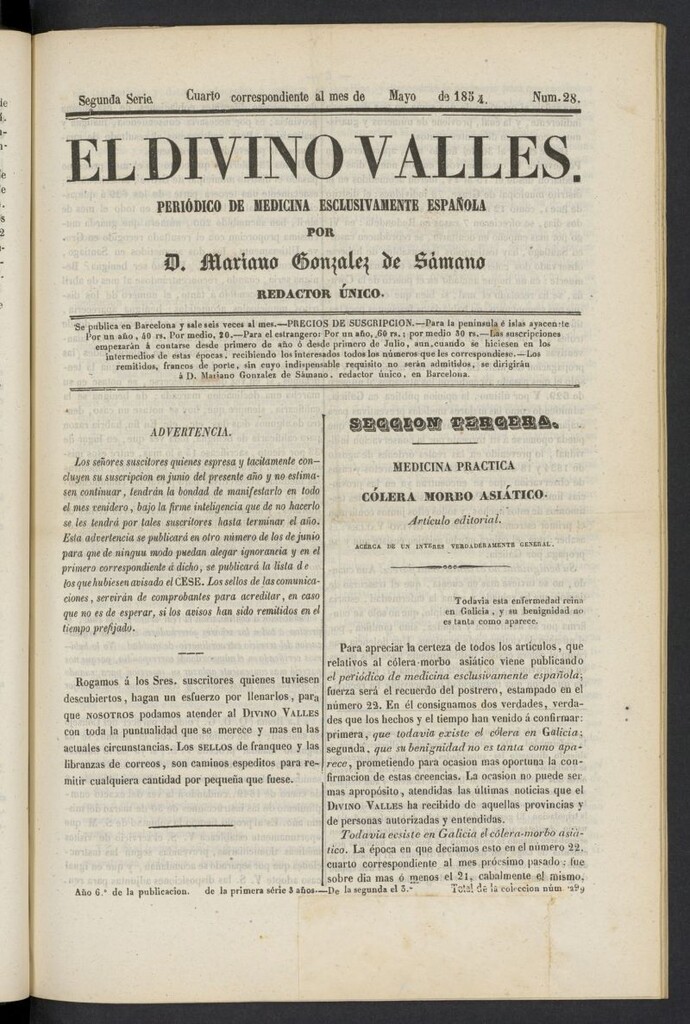 Segunda Serie. Cuarto correspondiente al mes de Mayo de 1854. Num. 28.
EL DIVINO VALLES.
PERIÓDICO DE MEDICINA ESCLUSIVAMENTE ESPAÑOLA
POR
D. Mariano Gonzalez de Sámano
REDACTOR ÚNICO.
Se publica en Barcelona y sale seis veces al mes.—PRECIOS DE SUSCRIPCION.—Para la península é islas ayacente
Por un año, 40 rs. Por medio, 20.—Para el estrangero: Por un año, 60 rs.; por medio 30 rs.—Las suscripciones
empezarán á contarse desde primero de año ó desde primero de Julio, aun cuando se hiciesen en los
intermedios de estas épocas, recibiendo los interesados todos los números que les correspondiese.—Los
remitidos, francos de porte, sin cuyo indispensable requisito no serán admitidos, se dirigirán
á D. Mariano Gonzales de Sámano, redactor único, en Barcelona.
ADVERTENCIA.
Los señores suscitores quienes espresa y tacitamente con-
cluyen su suscripcion en junio del presente año y no estima-
sen continuar, tendrán la bondad de manifestarlo en todo
el mes venidero, bajo la firme inteligencia que de no hacerlo
se les tendrá por tales suscritores hasta terminar el año.
Esta advertencia se publicará en otro número de los de junio
para que de ningun modo puedan alegar ignorancia y en el
primero correspondiente á dicho, se publicará la lista de
los que hubiesen avisado el CESE. Los sellos de las comunica-
ciones, servirán de comprobantes para acreditar, en caso
que no es de esperar, si los avisos han sido remitidos en el
tiempo prefijado.
Rogamos á los Sres. suscritores quienes tuviesen
descubiertos, hagan un esfuerzo por llenarlos, para
que NOSOTROS podamos atender al DIVINO VALLES
con toda la puntualidad que se merece y mas en las
actuales circunstancias. Los SELLOS de franqueo y las
libranzas de correos, son caminos espeditos para re-
mitir cualquiera cantidad por pequeña que fuese.
SECCION TERCERA.
MEDICINA PRACTICA
CÓLERA MORBO ASIÁTICO.
Artículo editorial.
ACÉRCA DE UN INTERES VERDADERAMENTE GENERAL.
Todavia esta enfermedad reina
en Galicia, y su benignidad no
es tanta como aparece.
Para apreciar la certeza de todos los artículos, que
relativos al cólera-morbo asiático viene publicando
el periódico de medicina esclusivamente española;
fuerza será el recuerdo del postrero, estampado en el
número 22. En él consignamos dos verdades, verda-
des que los hechos y el tiempo han venido á confirmar:
primera, que todavia existe el cólera en Galicia;
segunda, que su benignidad no es tanta como apa-
rece, prometiendo para ocasion mas oportuna la con-
firmacion de estas creencias. La ocasion no puede ser
mas apropósito, atendidas las últimas noticias que el
DIVINO VALLES ha recibido de aquellas provincias y
de personas autorizadas y entendidas.
Todavia ecsiste en Galicia el cólera-morbo asiá-
tico. La época en que deciamos esto en el número 22,
cuarto correspondiente al mes prócsimo pasado; fue
sobre dia mas ó menos el 21, cabalmente el mismo,
Año 6.º de la publicacion. de la primera série 3 años.—De la segunda el 3.º Total de la coleccion núm. 299